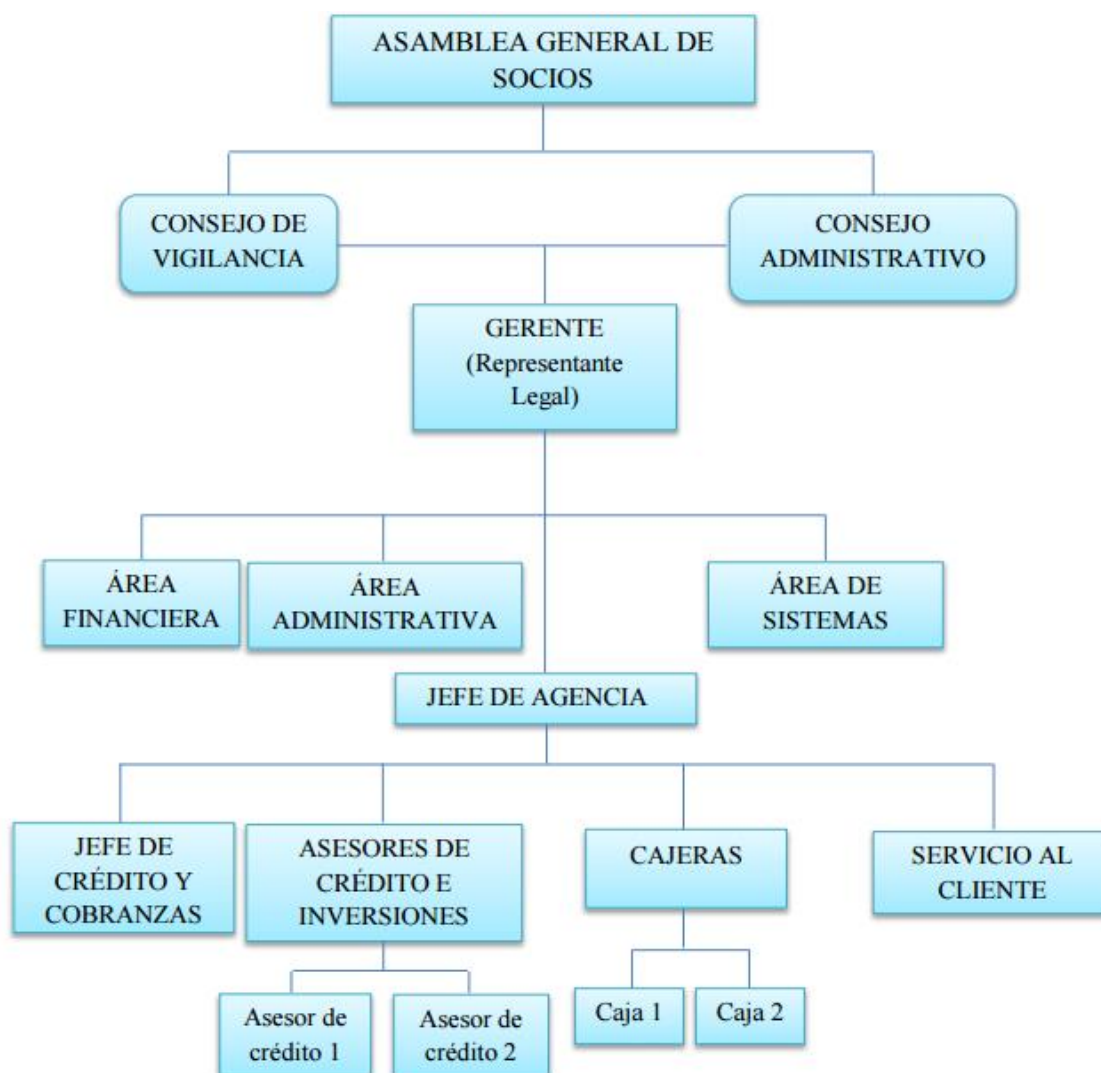 ASAMBLEA GENERAL DE
SOCIOS
CONSEJO DE
VIGILANCIA
CONSEJO
ADMINISTRATIVO
GERENTE
(Representante
Legal)
ÁREA
FINANCIERA
ÁREA
ADMINISTRATIVA
ÁREA DE
SISTEMAS
JEFE DE AGENCIA
JEFE DE
CRÉDITO Y
COBRANZAS
ASESORES DE
CRÉDITO E
INVERSIONES
CAJERAS
SERVICIO AL
CLIENTE
Asesor de
crédito 1
Asesor de
crédito 2
Caja 1
Caja 2